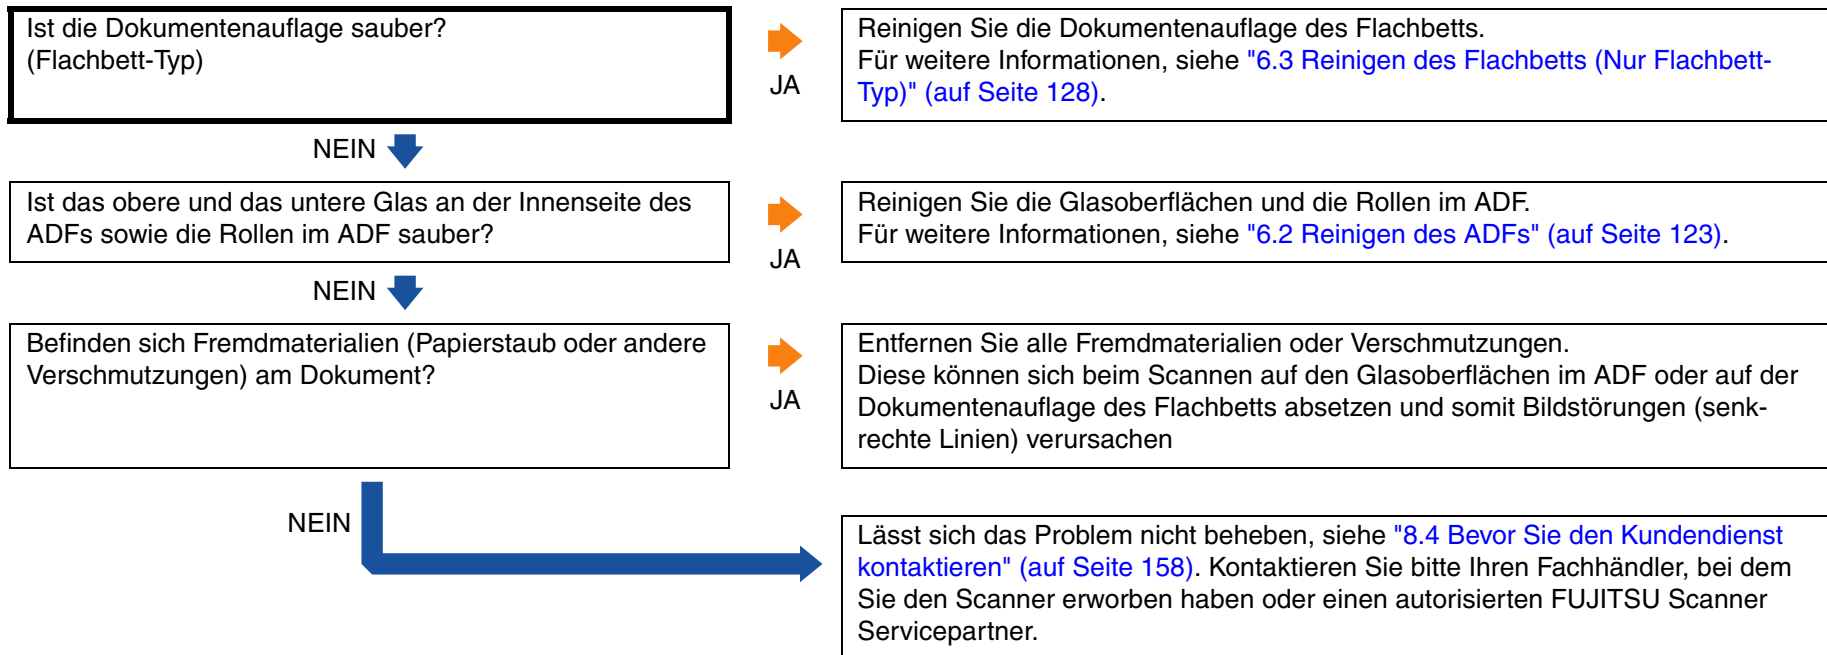 Ist die Dokumentenauflage sauber?
(Flachbett-Typ)
JA
Reinigen Sie die Dokumentenauflage des Flachbetts.
Für weitere Informationen, siehe "6.3 Reinigen des Flachbetts (Nur Flachbett-
Typ)" (auf Seite 128).
NEIN
Ist das obere und das untere Glas an der Innenseite des
ADFs sowie die Rollen im ADF sauber?
JA
Reinigen Sie die Glasoberflächen und die Rollen im ADF.
Für weitere Informationen, siehe "6.2 Reinigen des ADFs" (auf Seite 123).
NEIN
Befinden sich Fremdmaterialien (Papierstaub oder andere
Verschmutzungen) am Dokument?
JA
Entfernen Sie alle Fremdmaterialien oder Verschmutzungen.
Diese können sich beim Scannen auf den Glasoberflächen im ADF oder auf der
Dokumentenauflage des Flachbetts absetzen und somit Bildstörungen (senk-
rechte Linien) verursachen
NEIN
Lässt sich das Problem nicht beheben, siehe "8.4 Bevor Sie den Kundendienst
kontaktieren" (auf Seite 158). Kontaktieren Sie bitte Ihren Fachhändler, bei dem
Sie den Scanner erworben haben oder einen autorisierten FUJITSU Scanner
Servicepartner.